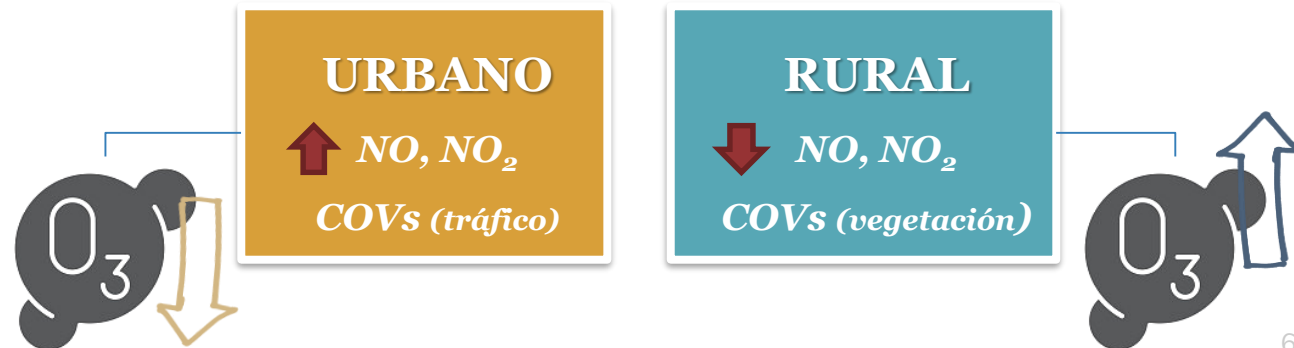 URBANO
NO, NO₂
COVs (tráfico)
O₃
RURAL
NO, NO₂
COVs (vegetación)
O₃
6